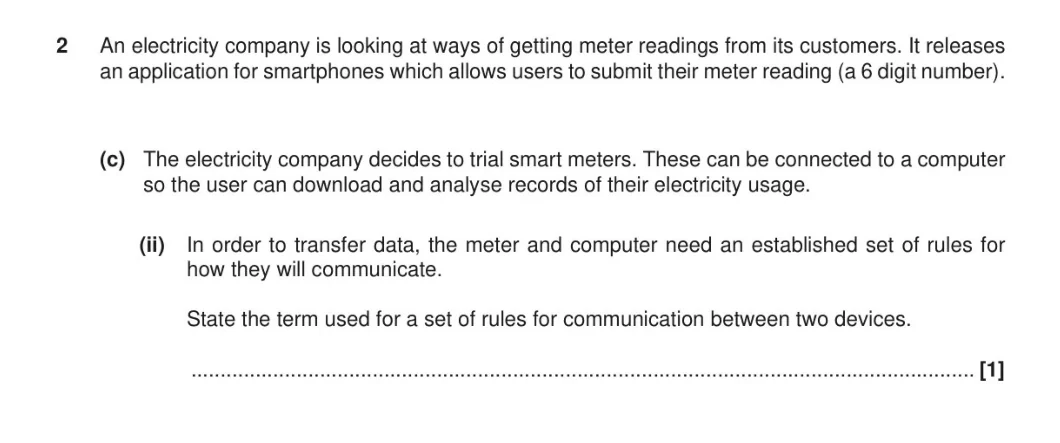 2 An electricity company is looking at ways of getting meter readings from its customers. It releases
an application for smartphones which allows users to submit their meter reading (a 6 digit number).
(c) The electricity company decides to trial smart meters. These can be connected to a computer
so the user can download and analyse records of their electricity usage.
(ii) In order to transfer data, the meter and computer need an established set of rules for
how they will communicate.
State the term used for a set of rules for communication between two devices.
.......................................................................................................................................... [1]